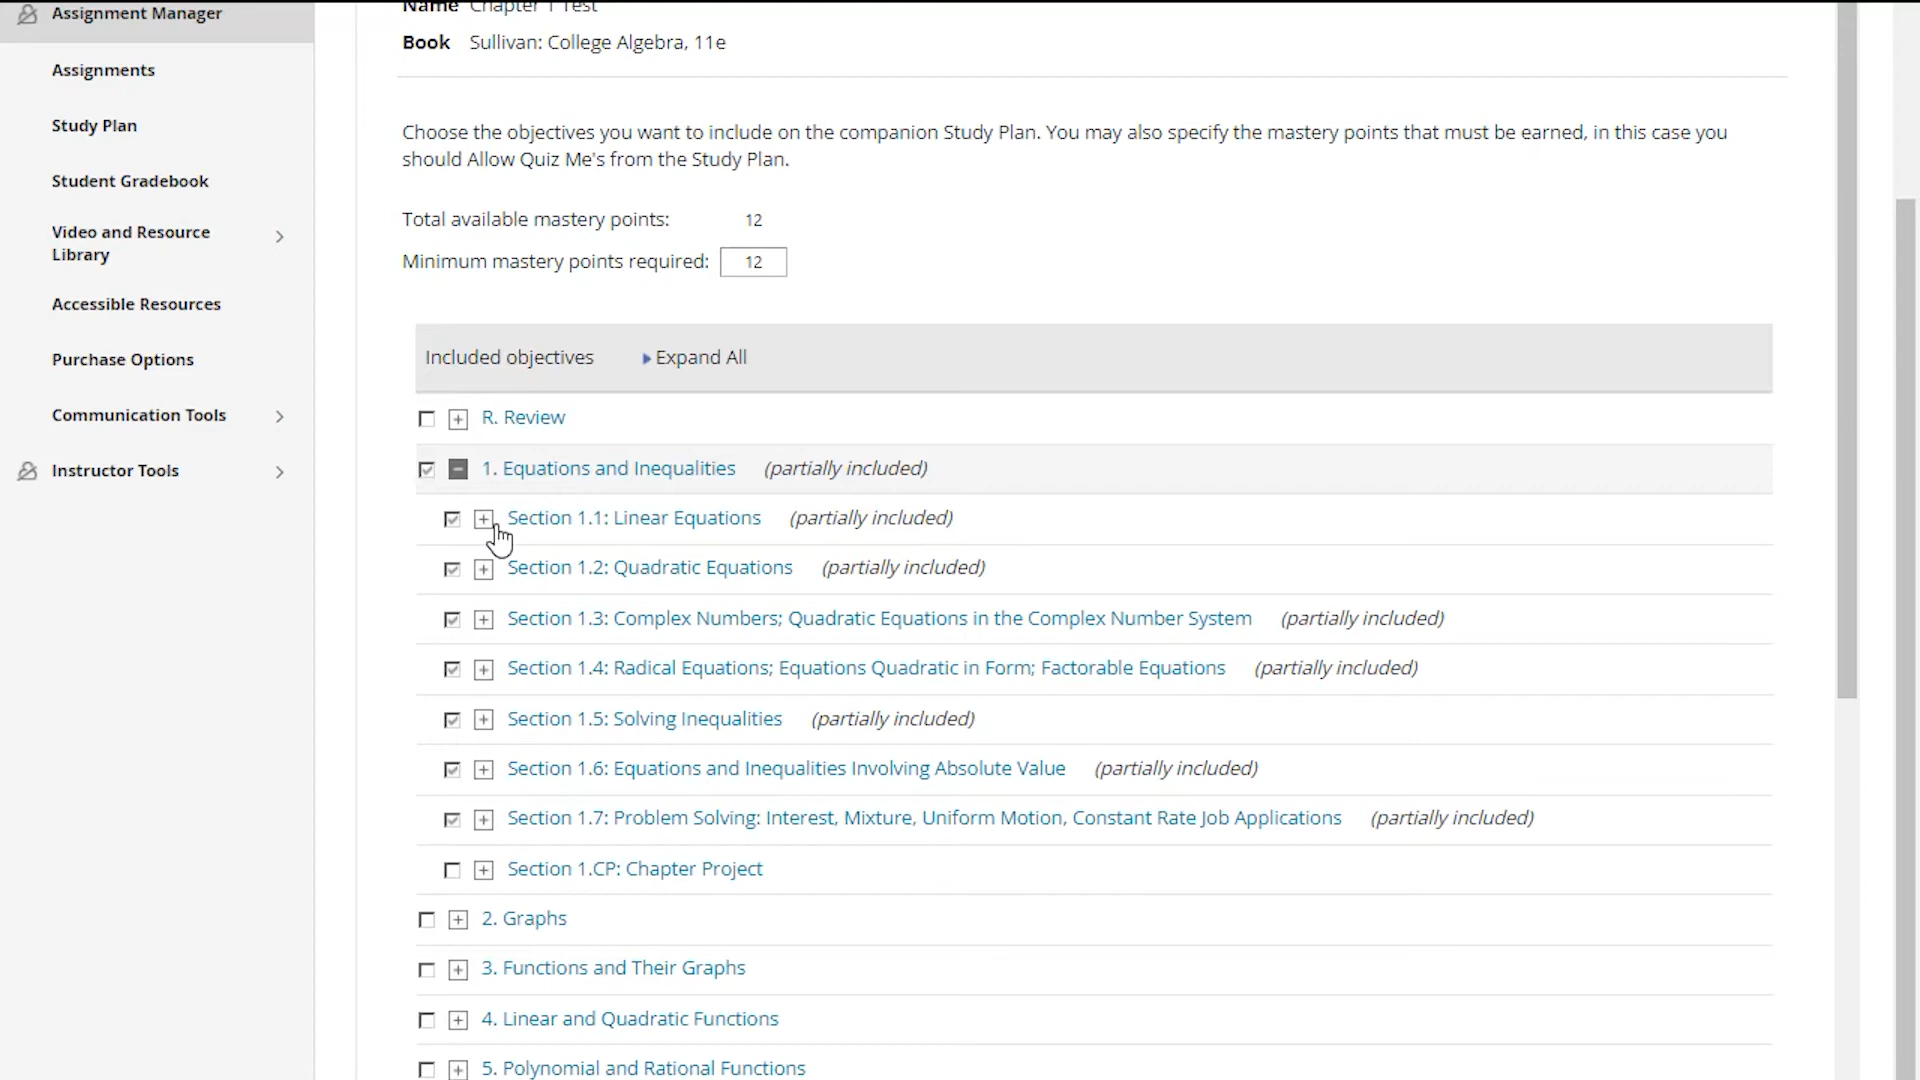 Assignment Manager
Assignments
Study Plan
Student Gradebook
Video and Resource
Library
Accessible Resources
Purchase Options
Communication Tools
Instructor Tools
Name Chapter 1 Test
Book Sullivan: College Algebra, 11e
Choose the objectives you want to include on the companion Study Plan. You may also specify the mastery points that must be earned, in this case you
should Allow Quiz Me's from the Study Plan.
Total available mastery points: 12
Minimum mastery points required: 12
Included objectives Expand All
R. Review
1. Equations and Inequalities (partially included)
Section 1.1: Linear Equations (partially included)
Section 1.2: Quadratic Equations (partially included)
Section 1.3: Complex Numbers; Quadratic Equations in the Complex Number System (partially included)
Section 1.4: Radical Equations; Equations Quadratic in Form; Factorable Equations (partially included)
Section 1.5: Solving Inequalities (partially included)
Section 1.6: Equations and Inequalities Involving Absolute Value (partially included)
Section 1.7: Problem Solving: Interest, Mixture, Uniform Motion, Constant Rate Job Applications (partially included)
Section 1.CP: Chapter Project
2. Graphs
3. Functions and Their Graphs
4. Linear and Quadratic Functions
5. Polynomial and Rational Functions